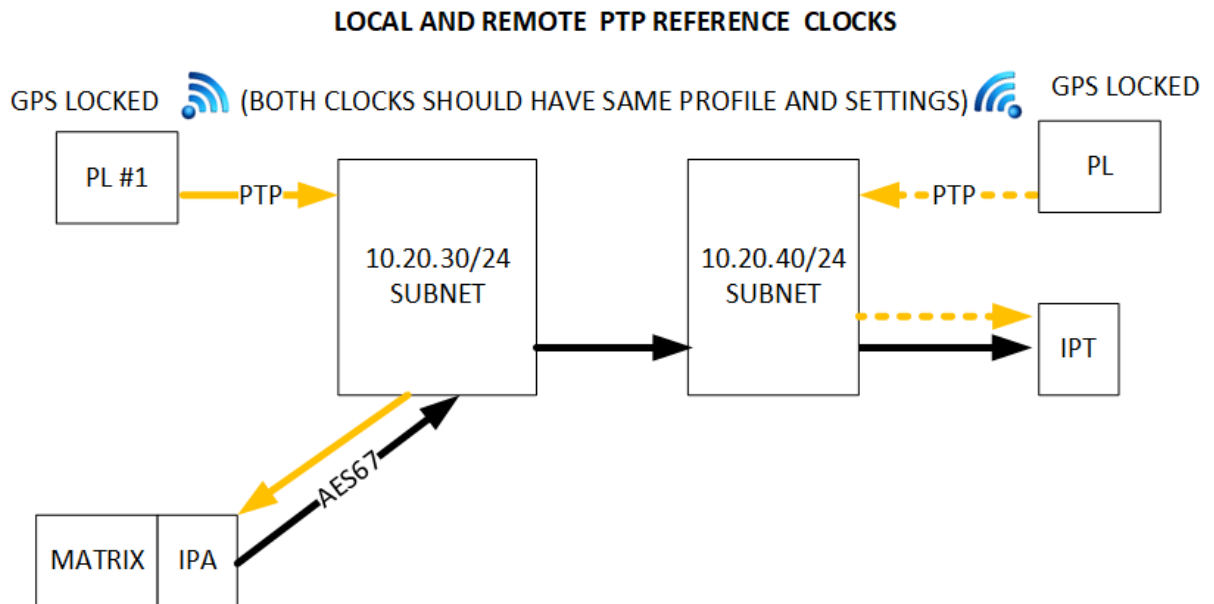 LOCAL AND REMOTE PTP REFERENCE CLOCKS
GPS LOCKED
(BOTH CLOCKS SHOULD HAVE SAME PROFILE AND SETTINGS)
GPS LOCKED
PL #1
PTP
10.20.30/24
SUBNET
10.20.40/24
SUBNET
PTP
PL
IPT
AES67
MATRIX
IPA